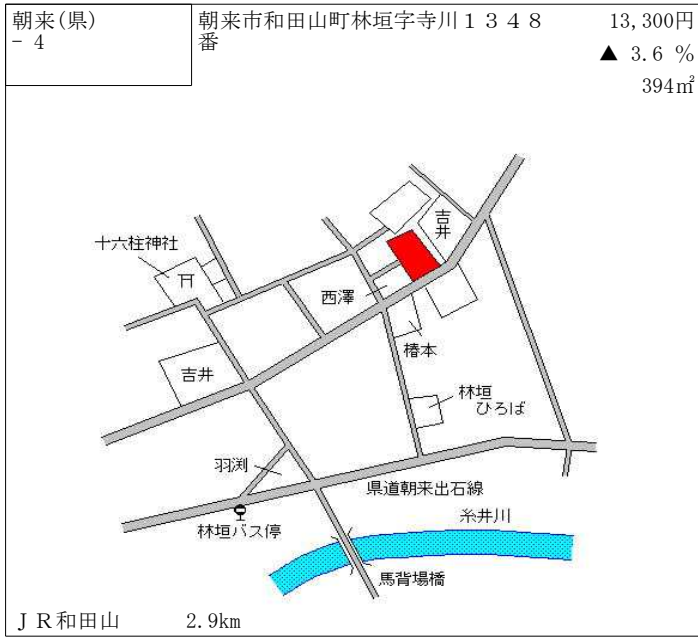 朝来(県)
- 4
朝来市和田山町林垣字寺川１３４８
番
13,300円
▲ 3.6 %
394㎡
吉井
十六柱神社
西澤
椿本
吉井
林垣
ひろば
羽渕
県道朝来出石線
林垣バス停
糸井川
馬背場橋
ＪＲ和田山 2.9km